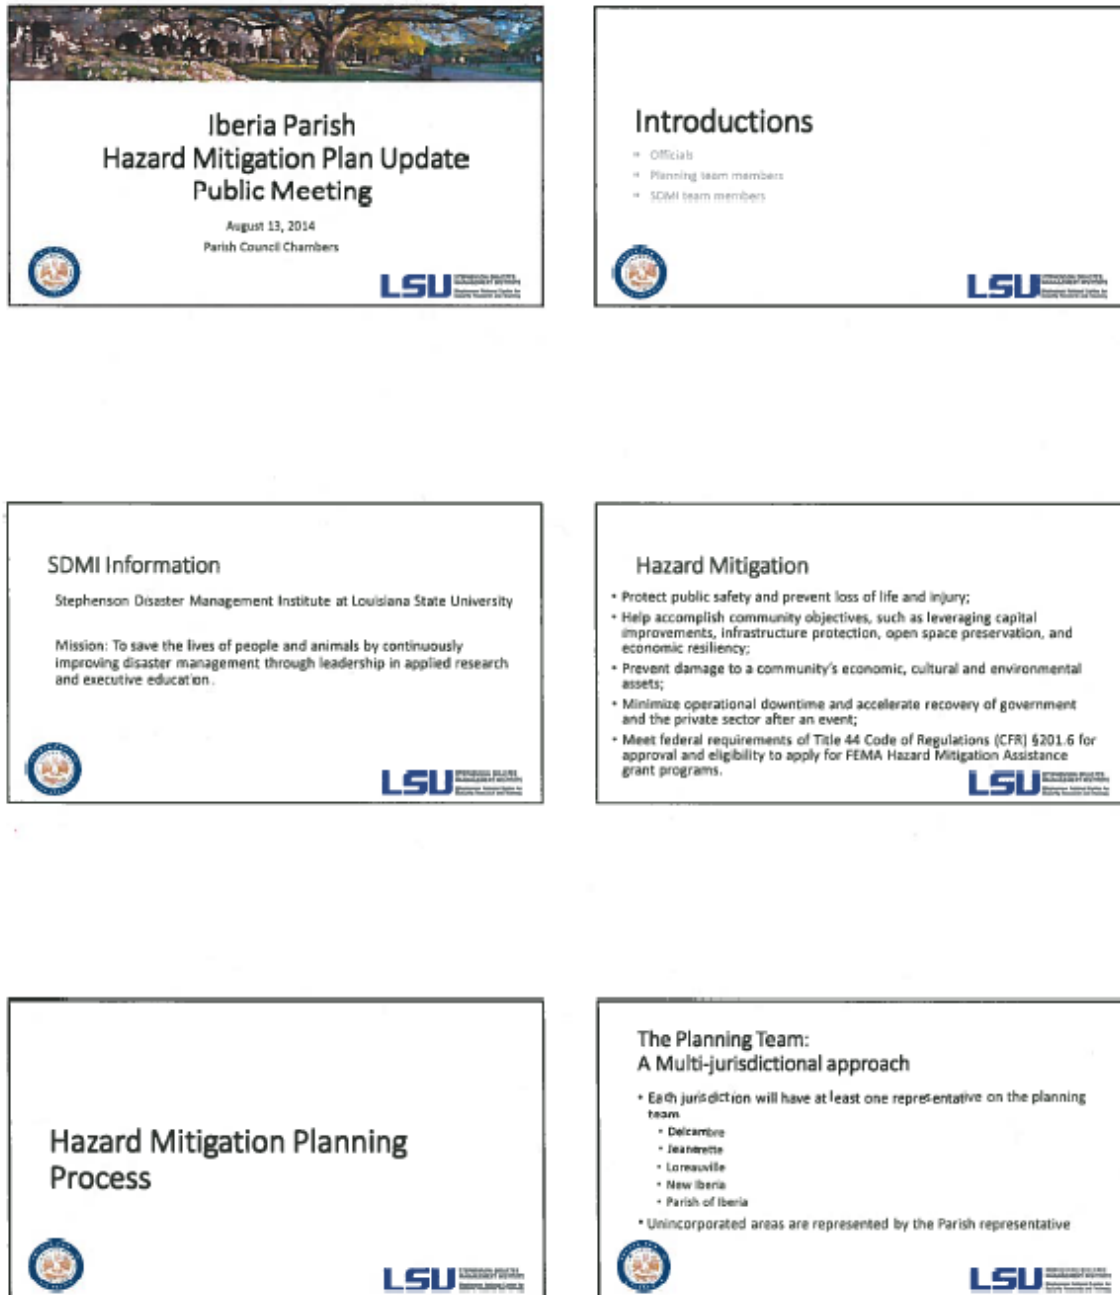 Iberia Parish
Hazard Mitigation Plan Update
Public Meeting
August 13, 2014
Parish Council Chambers
LSU
Introductions
Officials
Planning team members
SDMI team members
LSU
SDMI Information
Stephenson Disaster Management Institute at Louisiana State University
Mission: To save the lives of people and animals by continuously
improving disaster management through leadership in applied research
and executive education.
LSU
Hazard Mitigation
• Protect public safety and prevent loss of life and injury;
• Help accomplish community objectives, such as leveraging capital
improvements, infrastructure protection, open space preservation, and
economic resiliency;
• Prevent damage to a community's economic, cultural and environmental
assets;
• Minimize operational downtime and accelerate recovery of government
and the private sector after an event;
• Meet federal requirements of Title 44 Code of Regulations (CFR) §201.6 for
approval and eligibility to apply for FEMA Hazard Mitigation Assistance
grant programs.
LSU
Hazard Mitigation Planning
Process
LSU
The Planning Team:
A Multi-jurisdictional approach
• Each jurisdiction will have at least one representative on the planning
team
• Delcambre
• Jeanerette
• Loreauville
• New Iberia
• Parish of Iberia
• Unincorporated areas are represented by the Parish representative
LSU